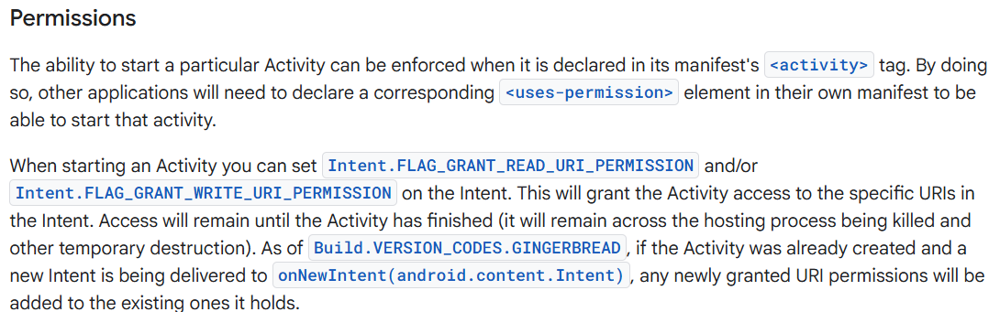 Permissions
The ability to start a particular Activity can be enforced when it is declared in its manifest's <activity> tag. By doing
so, other applications will need to declare a corresponding <uses-permission> element in their own manifest to be
able to start that activity.
When starting an Activity you can set Intent.FLAG_GRANT_READ_URI_PERMISSION and/or
Intent.FLAG_GRANT_WRITE_URI_PERMISSION on the Intent. This will grant the Activity access to the specific URIs in
the Intent. Access will remain until the Activity has finished (it will remain across the hosting process being killed and
other temporary destruction). As of Build.VERSION_CODES.GINGERBREAD, if the Activity was already created and a
new Intent is being delivered to onNewIntent(android.content.Intent), any newly granted URI permissions will be
added to the existing ones it holds.